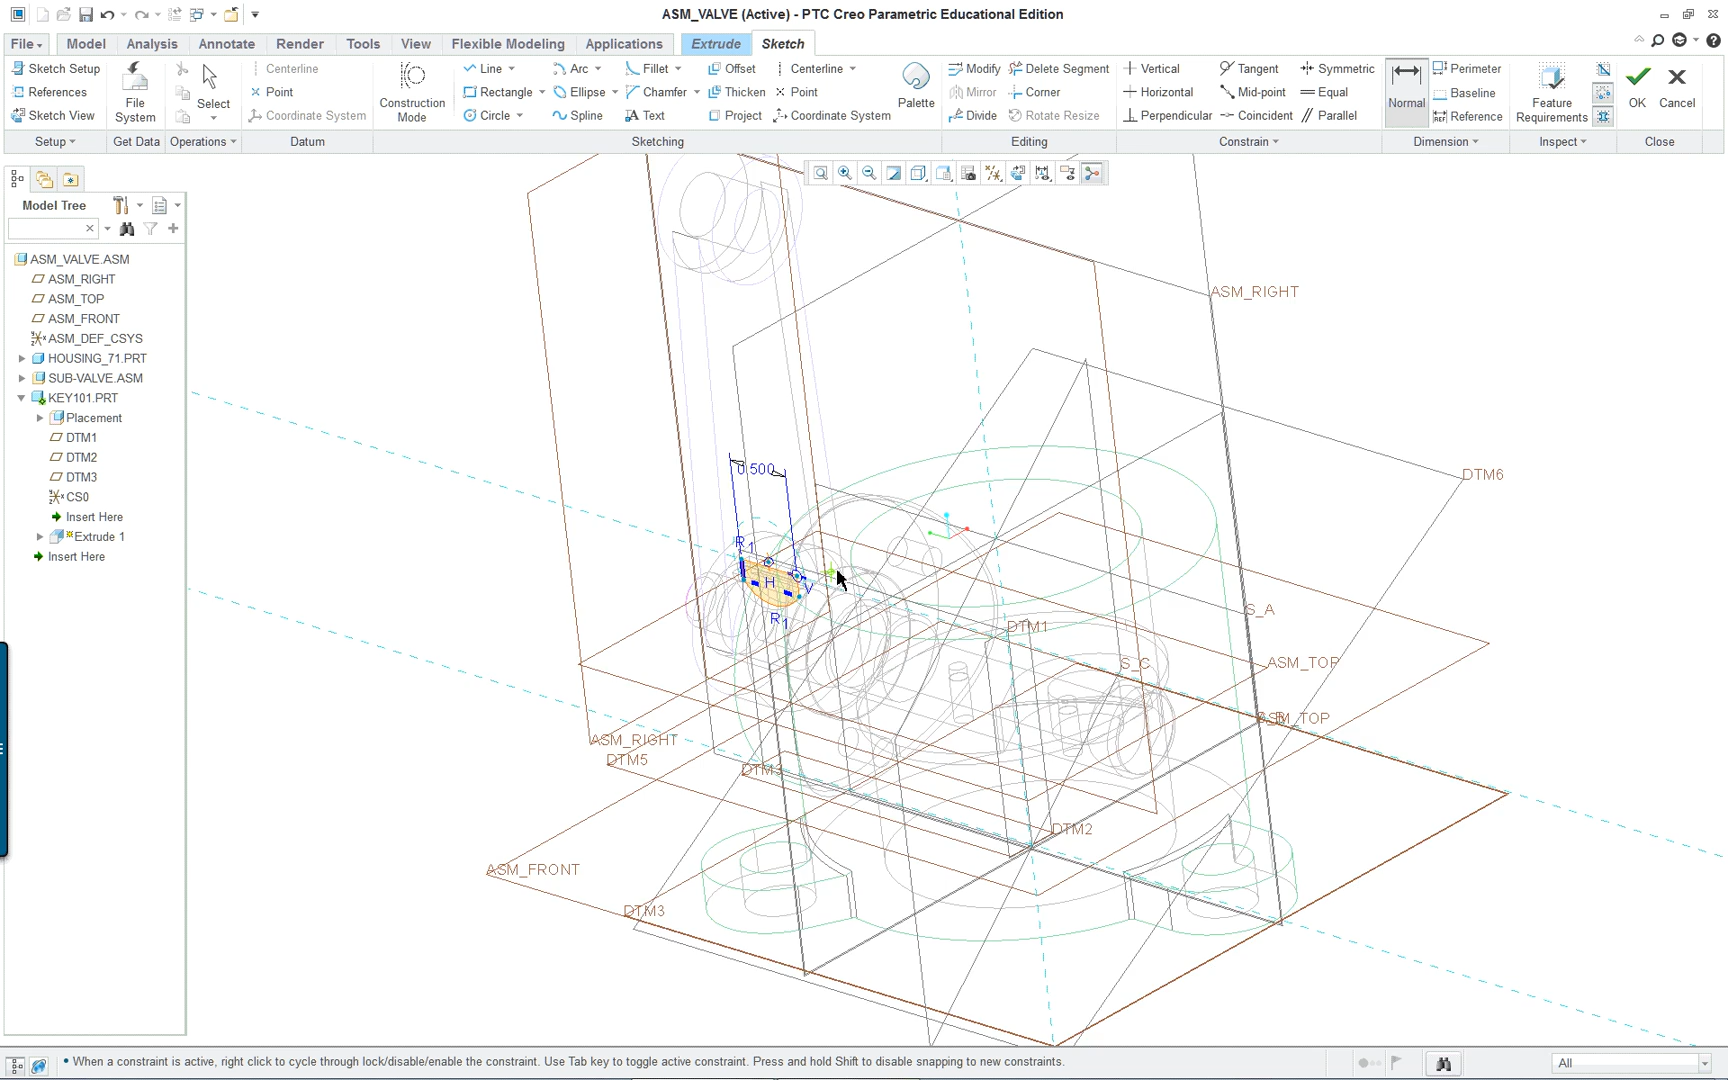 ASM_VALVE (Active) - PTC Creo Parametric Educational Edition
File Model Analysis Annotate Render Tools View Flexible Modeling Applications Extrude Sketch
Sketch Setup
References
Sketch View
File System
Select
Centerline
Point
Coordinate System
Construction Mode
Line Arc Fillet Offset Centerline
Rectangle Ellipse Chamfer Thicken Point
Circle Spline Text Project Coordinate System
Palette
Modify Delete Segment
Mirror Corner
Divide Rotate Resize
Vertical Tangent Symmetric
Horizontal Mid-point Equal
Perpendicular Coincident Parallel
Normal
Perimeter
Baseline
Reference
Feature Requirements
OK
Cancel
Setup Get Data Operations Datum Sketching Editing Constrain Dimension Inspect Close
Model Tree
ASM_VALVE.ASM
ASM_RIGHT
ASM_TOP
ASM_FRONT
ASM_DEF_CSYS
HOUSING_71.PRT
SUB-VALVE.ASM
KEY101.PRT
Placement
DTM1
DTM2
DTM3
CS0
Insert Here
Extrude 1
Insert Here
ASM_RIGHT
0.500
DTM6
R1
H
V
R1
S_A
DTM1
S_C
ASM_TOP
ASM_TOP
ASM_RIGHT
DTM5
DTM3
DTM2
ASM_FRONT
DTM3
When a constraint is active, right click to cycle through lock/disable/enable the constraint. Use Tab key to toggle active constraint. Press and hold Shift to disable snapping to new constraints.
All